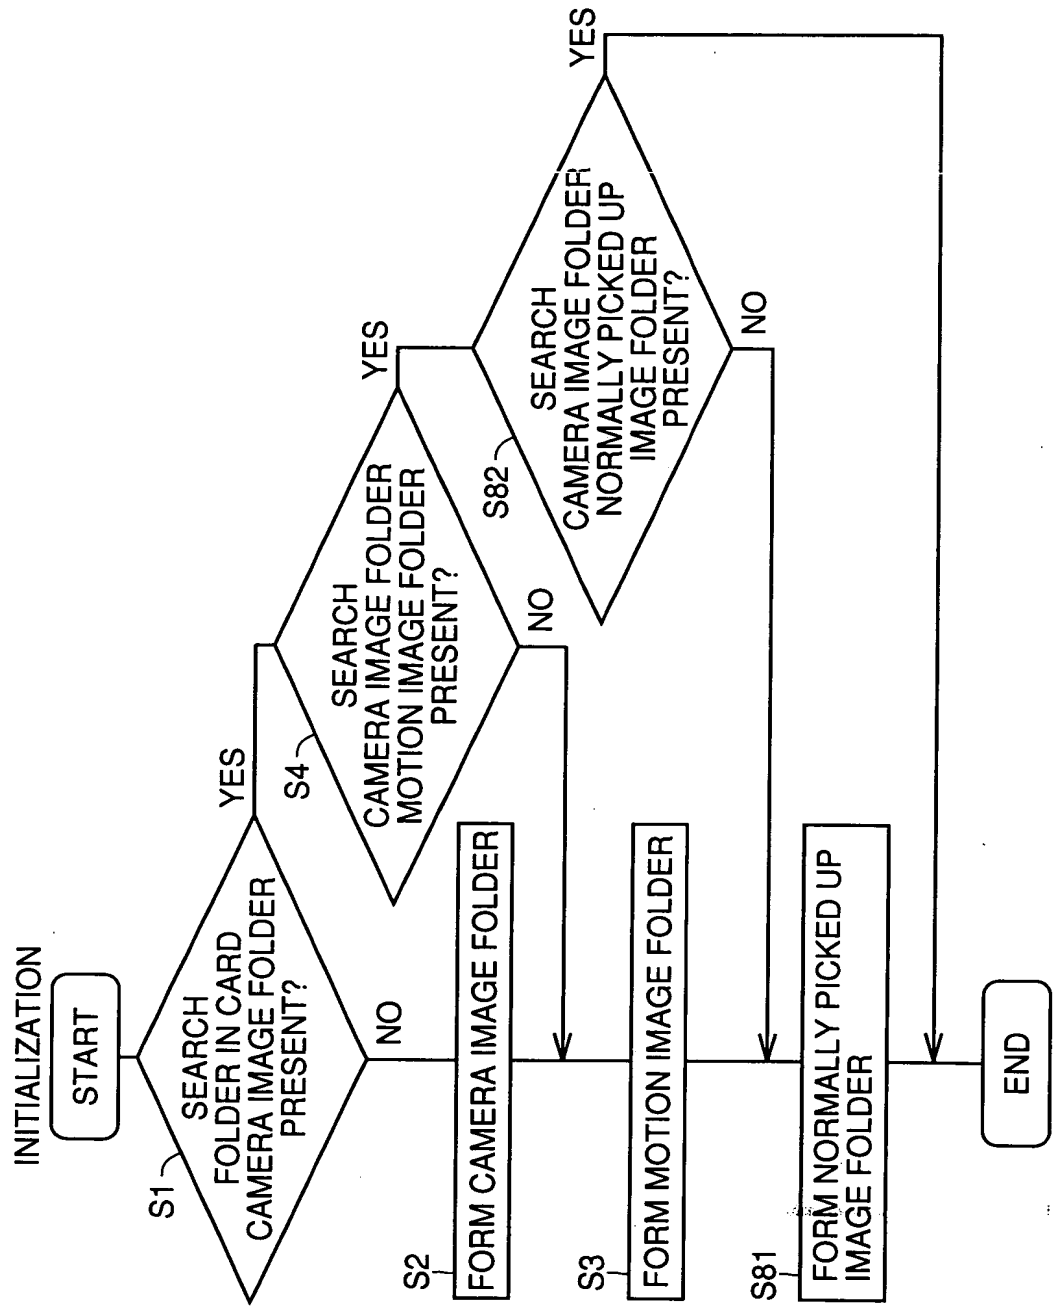 INITIALIZATION
START
S1
SEARCH
FOLDER IN CARD
CAMERA IMAGE FOLDER
PRESENT?
YES
NO
S4
SEARCH
CAMERA IMAGE FOLDER
MOTION IMAGE FOLDER
PRESENT?
YES
NO
S82
SEARCH
CAMERA IMAGE FOLDER
NORMALLY PICKED UP
IMAGE FOLDER
PRESENT?
YES
NO
S2
FORM CAMERA IMAGE FOLDER
S3
FORM MOTION IMAGE FOLDER
S81
FORM NORMALLY PICKED UP
IMAGE FOLDER
END